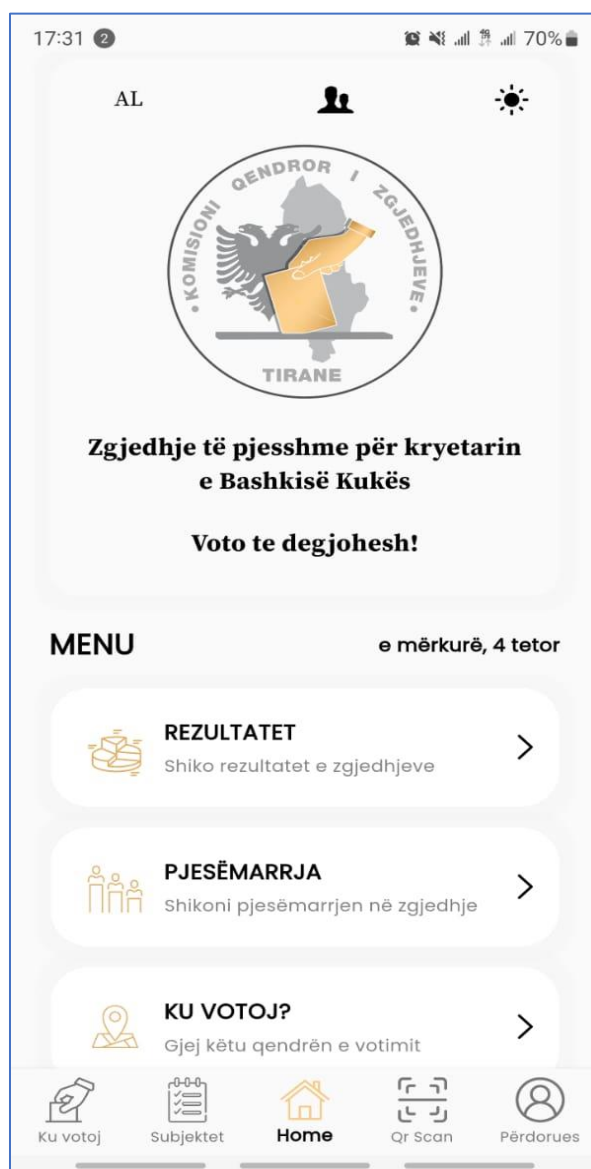 17:31 2 4G 70%
AL
KOMISIONI QENDROR I ZGJEDHJEVE
TIRANE
Zgjedhje të pjesshme për kryetarin
e Bashkisë Kukës
Voto te degjohesh!
MENU e mërkurë, 4 tetor
REZULTATET
Shiko rezultatet e zgjedhjeve
PJESËMARRJA
Shikoni pjesëmarrjen në zgjedhje
KU VOTOJ?
Gjej këtu qendrën e votimit
Ku votoj Subjektet Home Qr Scan Përdorues